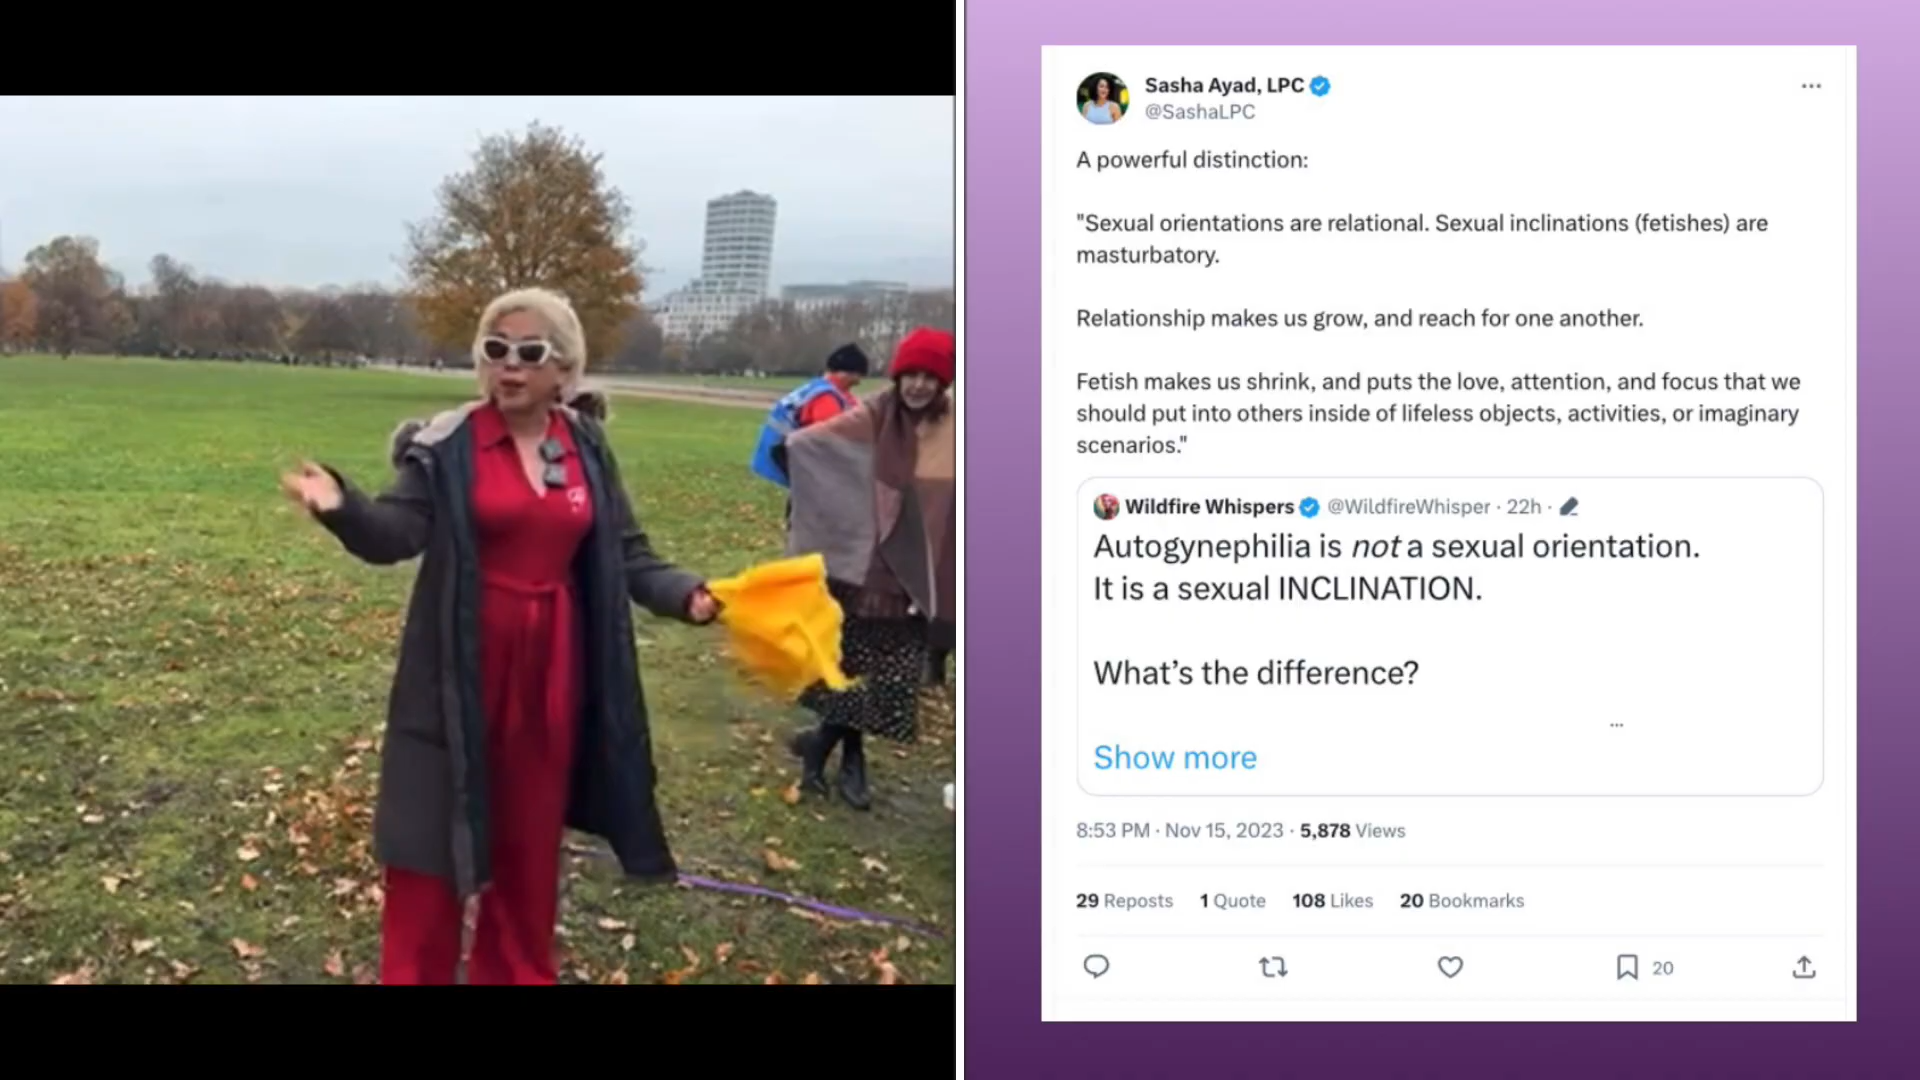 Sasha Ayad, LPC
@SashaLPC
A powerful distinction:
"Sexual orientations are relational. Sexual inclinations (fetishes) are
masturbatory.
Relationship makes us grow, and reach for one another.
Fetish makes us shrink, and puts the love, attention, and focus that we
should put into others inside of lifeless objects, activities, or imaginary
scenarios."
Wildfire Whispers @WildfireWhisper · 22h ·
Autogynephilia is not a sexual orientation.
It is a sexual INCLINATION.
What’s the difference?
...
Show more
8:53 PM · Nov 15, 2023 · 5,878 Views
29 Reposts 1 Quote 108 Likes 20 Bookmarks
20